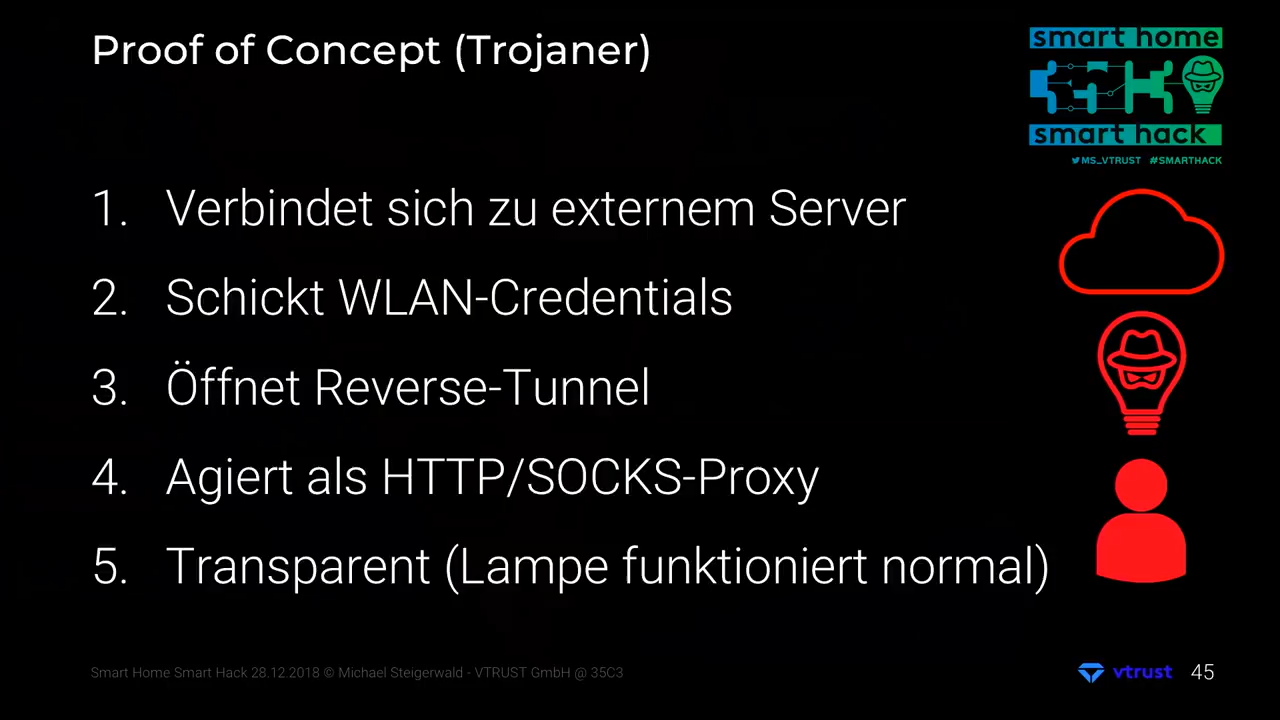 Proof of Concept (Trojaner)
smart home
35C3
smart hack
MS_VTRUST #SMARTHACK
1. Verbindet sich zu externem Server
2. Schickt WLAN-Credentials
3. Öffnet Reverse-Tunnel
4. Agiert als HTTP/SOCKS-Proxy
5. Transparent (Lampe funktioniert normal)
Smart Home Smart Hack 28.12.2018 © Michael Steigerwald - VTRUST GmbH @ 35C3
vtrust 45